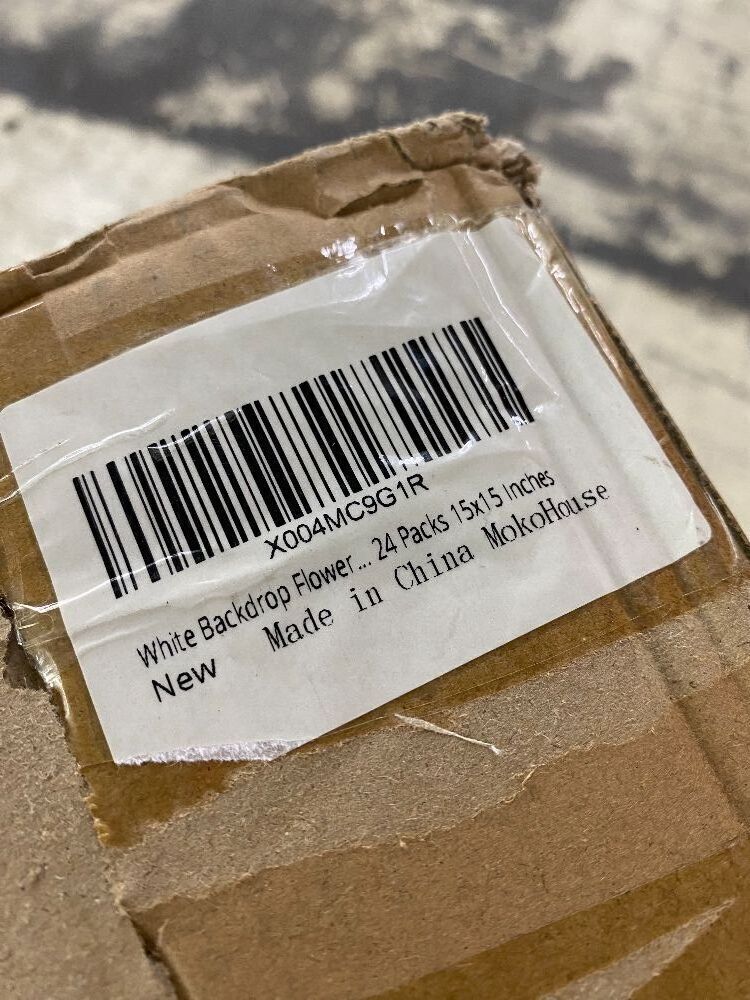 X004MC9G1R
White Backdrop Flower... 24 Packs 15x15 Inches
New Made in China MokoHouse